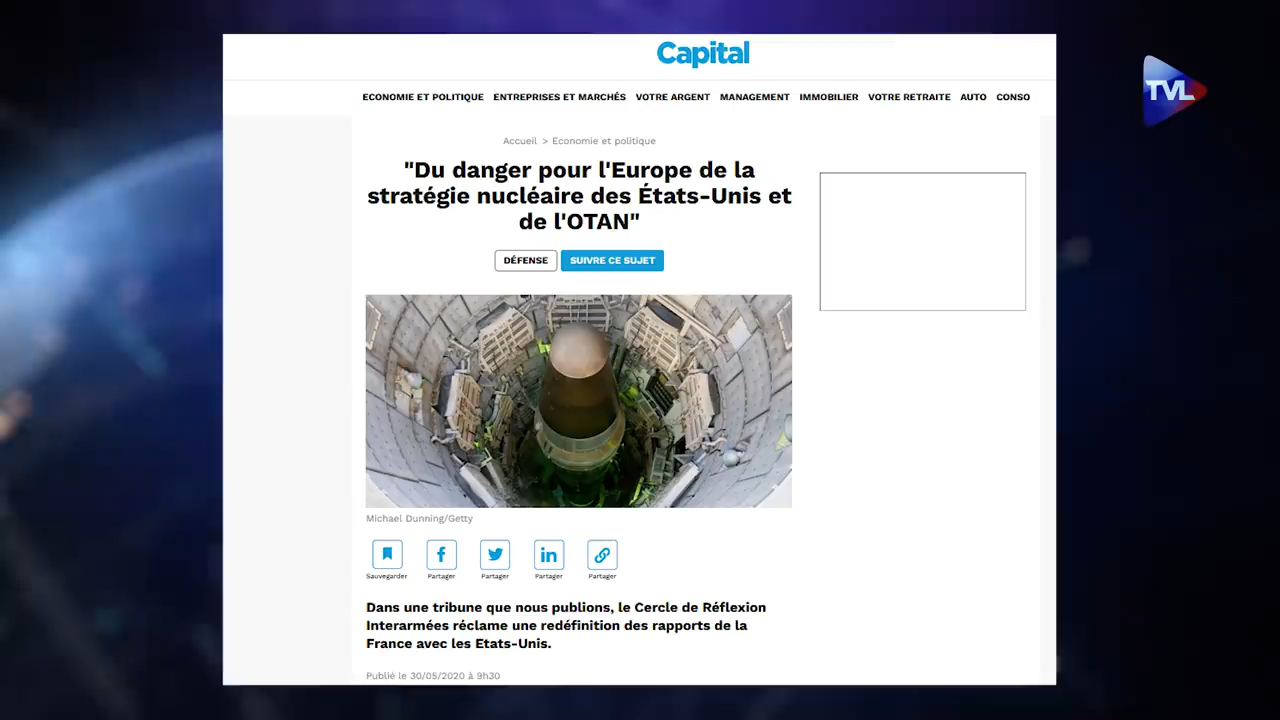 Capital
TVL
ECONOMIE ET POLITIQUE ENTREPRISES ET MARCHÉS VOTRE ARGENT MANAGEMENT IMMOBILIER VOTRE RETRAITE AUTO CONSO
Accueil > Economie et politique
"Du danger pour l'Europe de la
stratégie nucléaire des États-Unis et
de l'OTAN"
DÉFENSE SUIVRE CE SUJET
Michael Dunning/Getty
Sauvegarder Partager Partager Partager Partager
Dans une tribune que nous publions, le Cercle de Réflexion
Interarmées réclame une redéfinition des rapports de la
France avec les Etats-Unis.
Publié le 30/05/2020 à 9h30